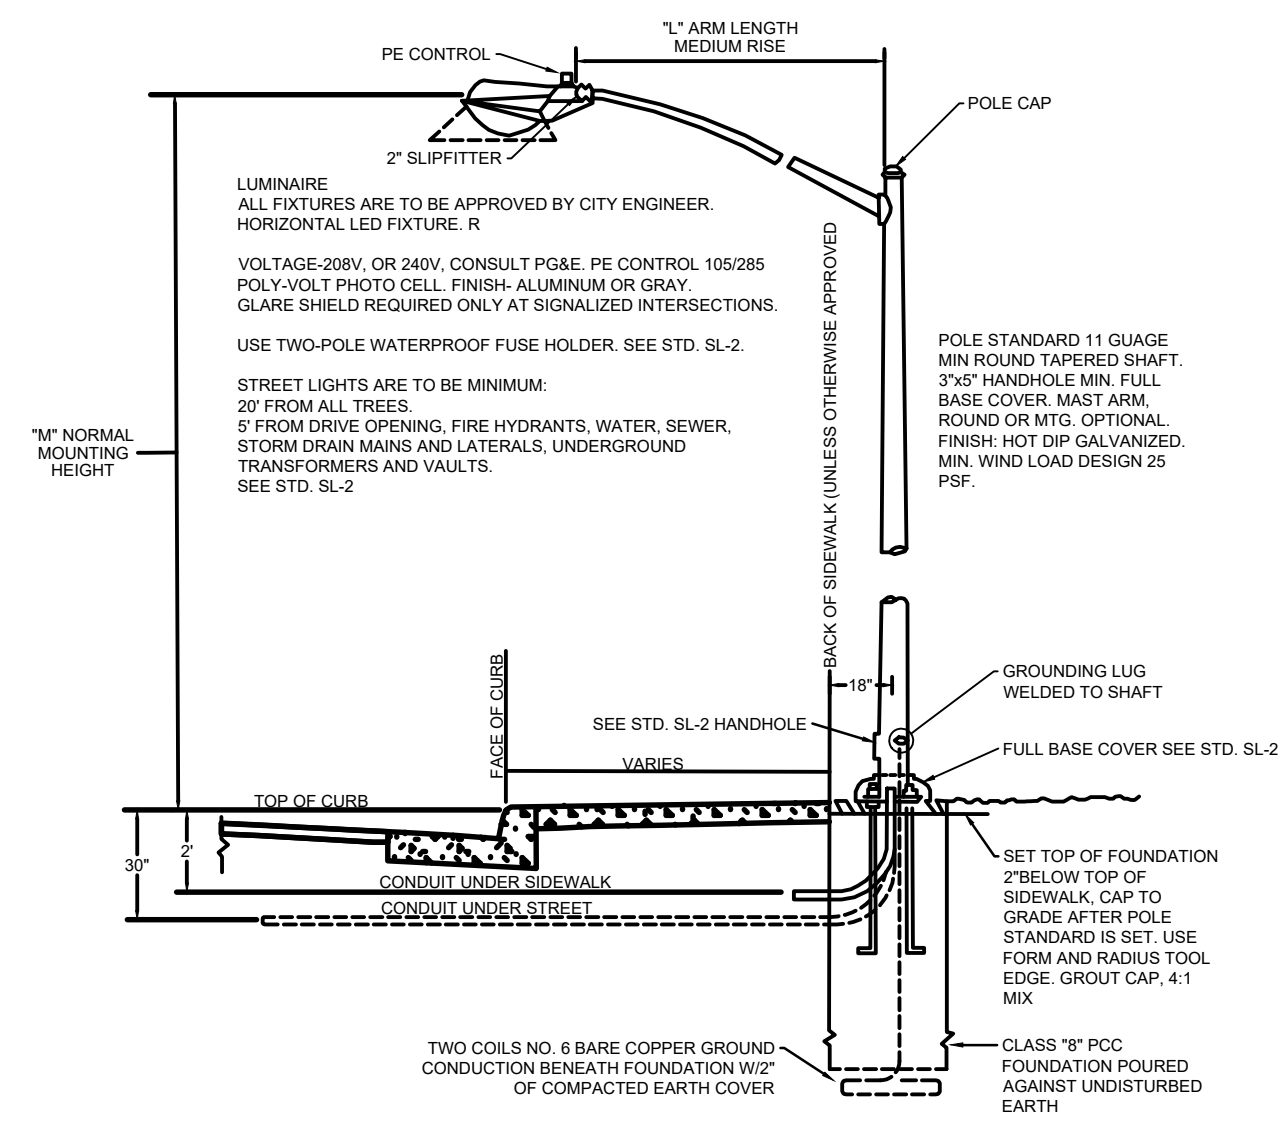 "L" ARM LENGTH
MEDIUM RISE
PE CONTROL
POLE CAP
2" SLIPFITTER
LUMINAIRE
ALL FIXTURES ARE TO BE APPROVED BY CITY ENGINEER.
HORIZONTAL LED FIXTURE. R
VOLTAGE-208V, OR 240V, CONSULT PG&E. PE CONTROL 105/285
POLY-VOLT PHOTO CELL. FINISH- ALUMINUM OR GRAY.
GLARE SHIELD REQUIRED ONLY AT SIGNALIZED INTERSECTIONS.
USE TWO-POLE WATERPROOF FUSE HOLDER. SEE STD. SL-2.
STREET LIGHTS ARE TO BE MINIMUM:
20' FROM ALL TREES.
5' FROM DRIVE OPENING, FIRE HYDRANTS, WATER, SEWER,
STORM DRAIN MAINS AND LATERALS, UNDERGROUND
TRANSFORMERS AND VAULTS.
SEE STD. SL-2
"M" NORMAL
MOUNTING
HEIGHT
BACK OF SIDEWALK (UNLESS OTHERWISE APPROVED
POLE STANDARD 11 GUAGE
MIN ROUND TAPERED SHAFT.
3"x5" HANDHOLE MIN. FULL
BASE COVER. MAST ARM,
ROUND OR MTG. OPTIONAL.
FINISH: HOT DIP GALVANIZED.
MIN. WIND LOAD DESIGN 25
PSF.
FACE OF CURB
18"
GROUNDING LUG
WELDED TO SHAFT
SEE STD. SL-2 HANDHOLE
FULL BASE COVER SEE STD. SL-2
VARIES
TOP OF CURB
2'
30"
CONDUIT UNDER SIDEWALK
CONDUIT UNDER STREET
SET TOP OF FOUNDATION
2"BELOW TOP OF
SIDEWALK, CAP TO
GRADE AFTER POLE
STANDARD IS SET. USE
FORM AND RADIUS TOOL
EDGE. GROUT CAP, 4:1
MIX
TWO COILS NO. 6 BARE COPPER GROUND
CONDUCTION BENEATH FOUNDATION W/2"
OF COMPACTED EARTH COVER
CLASS "8" PCC
FOUNDATION POURED
AGAINST UNDISTURBED
EARTH